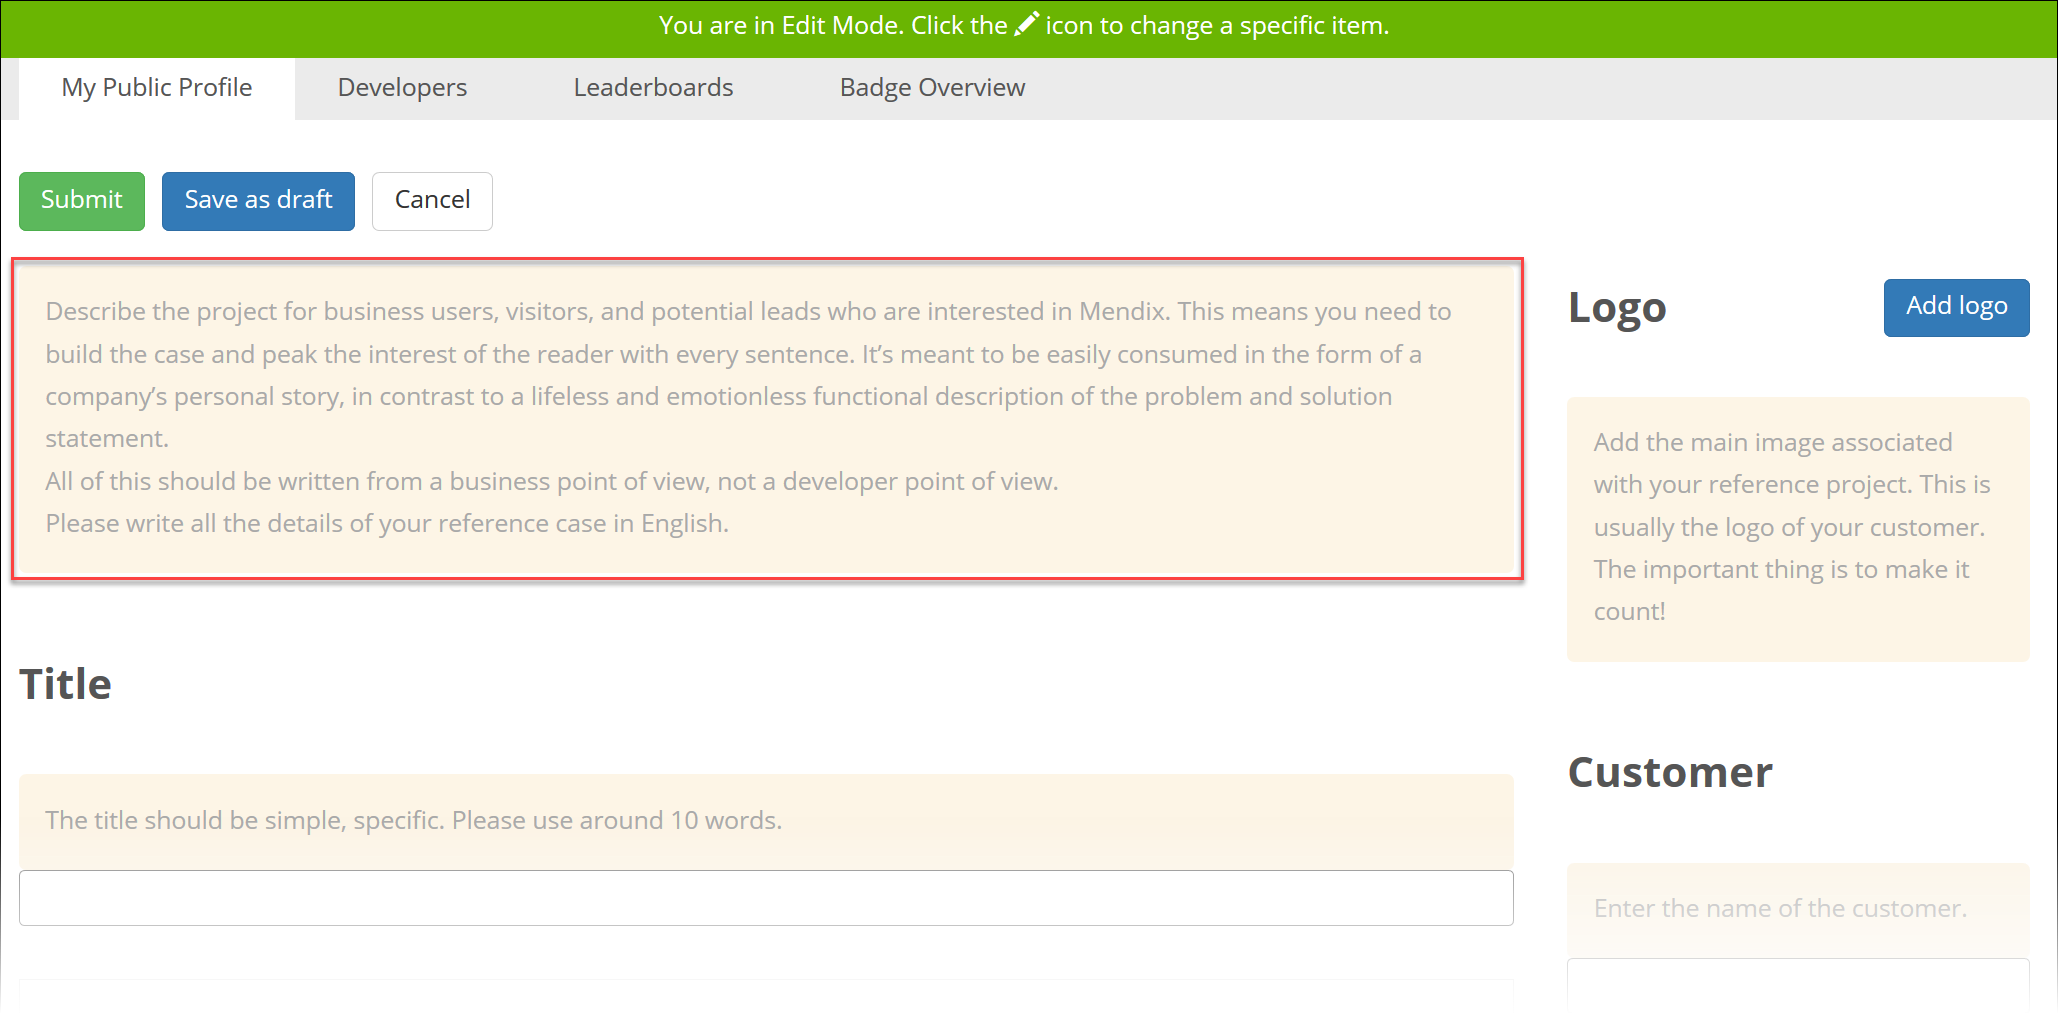 You are in Edit Mode. Click the icon to change a specific item.
My Public Profile
Developers
Leaderboards
Badge Overview
Submit
Save as draft
Cancel
Describe the project for business users, visitors, and potential leads who are interested in Mendix. This means you need to
build the case and peak the interest of the reader with every sentence. It’s meant to be easily consumed in the form of a
company’s personal story, in contrast to a lifeless and emotionless functional description of the problem and solution
statement.
All of this should be written from a business point of view, not a developer point of view.
Please write all the details of your reference case in English.
Title
The title should be simple, specific. Please use around 10 words.
Logo
Add logo
Add the main image associated
with your reference project. This is
usually the logo of your customer.
The important thing is to make it
count!
Customer
Enter the name of the customer.